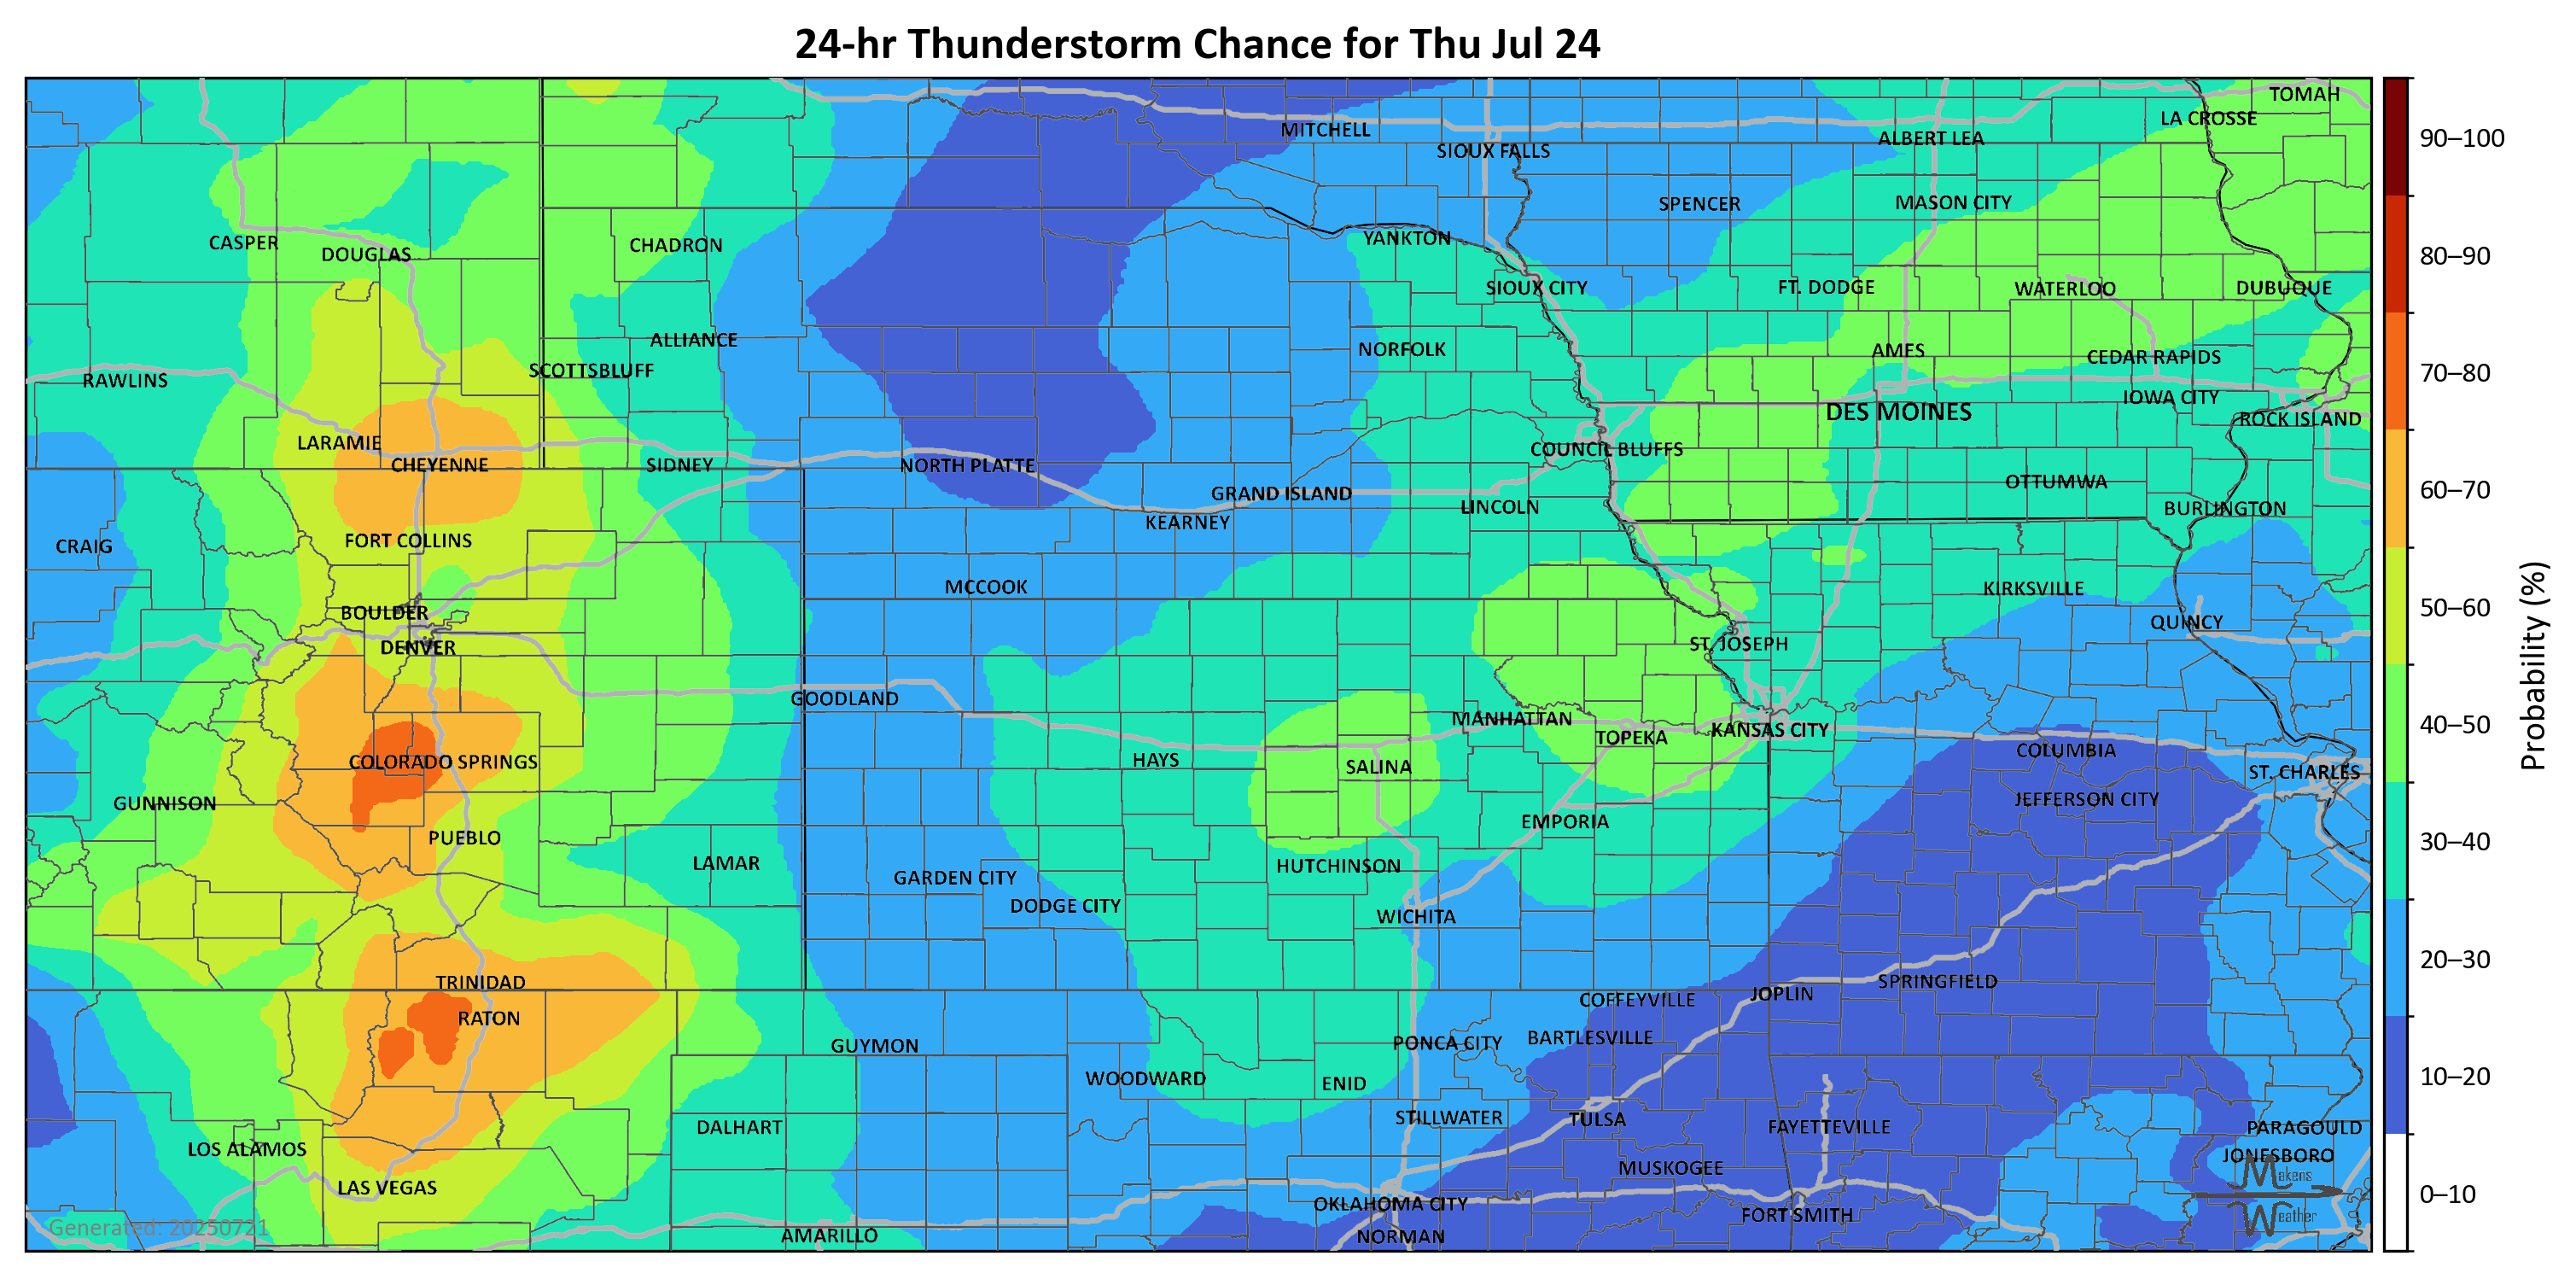 24-hr Thunderstorm Chance for Thu Jul 24
TOMAH
LA CROSSE
MITCHELL
ALBERT LEA
SIOUX FALLS
MASON CITY
SPENCER
YANKTON
CASPER
CHADRON
DOUGLAS
SIOUX CITY
FT. DODGE
WATERLOO
DUBUQUE
ALLIANCE
NORFOLK
AMES
CEDAR RAPIDS
SCOTTSBLUFF
RAWLINS
IOWA CITY
DES MOINES
ROCK ISLAND
LARAMIE
COUNCIL BLUFFS
CHEYENNE
SIDNEY
NORTH PLATTE
OTTUMWA
GRAND ISLAND
LINCOLN
BURLINGTON
KEARNEY
FORT COLLINS
CRAIG
MCCOOK
KIRKSVILLE
BOULDER
QUINCY
DENVER
ST. JOSEPH
GOODLAND
MANHATTAN
KANSAS CITY
TOPEKA
COLUMBIA
COLORADO SPRINGS
HAYS
SALINA
ST. CHARLES
GUNNISON
JEFFERSON CITY
EMPORIA
PUEBLO
LAMAR
HUTCHINSON
GARDEN CITY
DODGE CITY
WICHITA
TRINIDAD
SPRINGFIELD
JOPLIN
COFFEYVILLE
RATON
BARTLESVILLE
PONCA CITY
GUYMON
WOODWARD
ENID
STILLWATER
TULSA
DALHART
FAYETTEVILLE
PARAGOULD
LOS ALAMOS
JONESBORO
MUSKOGEE
LAS VEGAS
OKLAHOMA CITY
FORT SMITH
AMARILLO
NORMAN
Generated: 20250721
Makens
Weather
90–100
80–90
70–80
60–70
50–60
40–50
30–40
20–30
10–20
0–10
Probability (%)